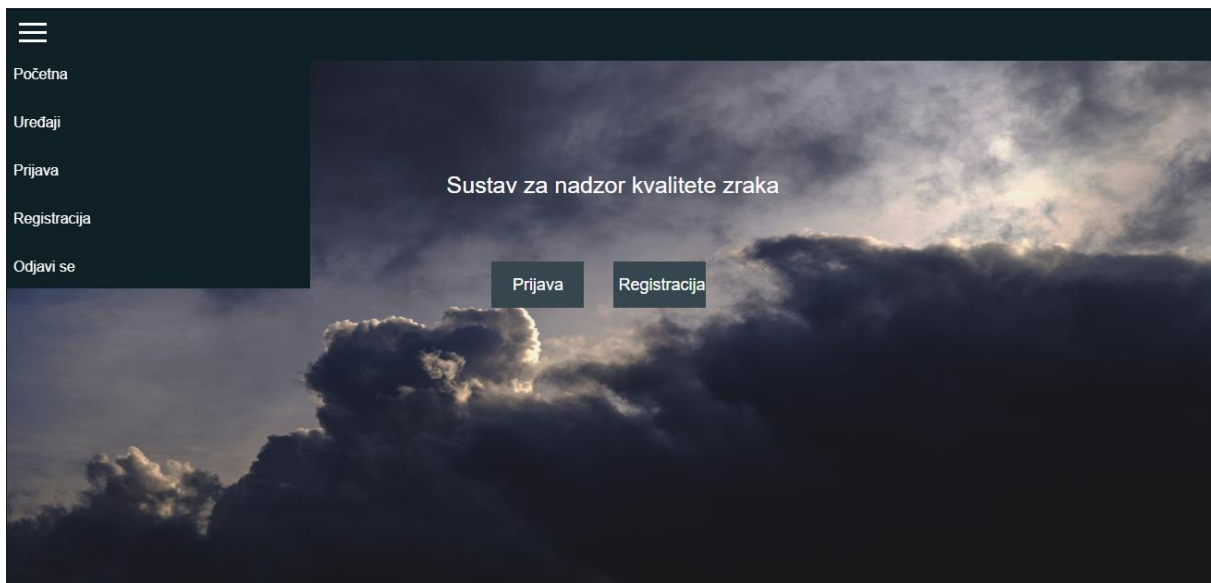 Početna
Uređaji
Prijava
Registracija
Odjavi se
Sustav za nadzor kvalitete zraka
Prijava
Registracija